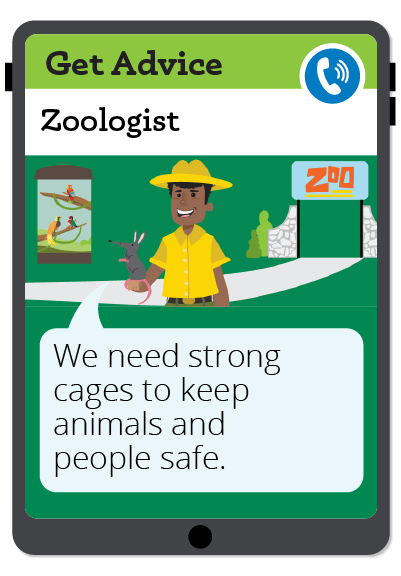 Get Advice
Zoologist
ZOO
We need strong
cages to keep
animals and
people safe.